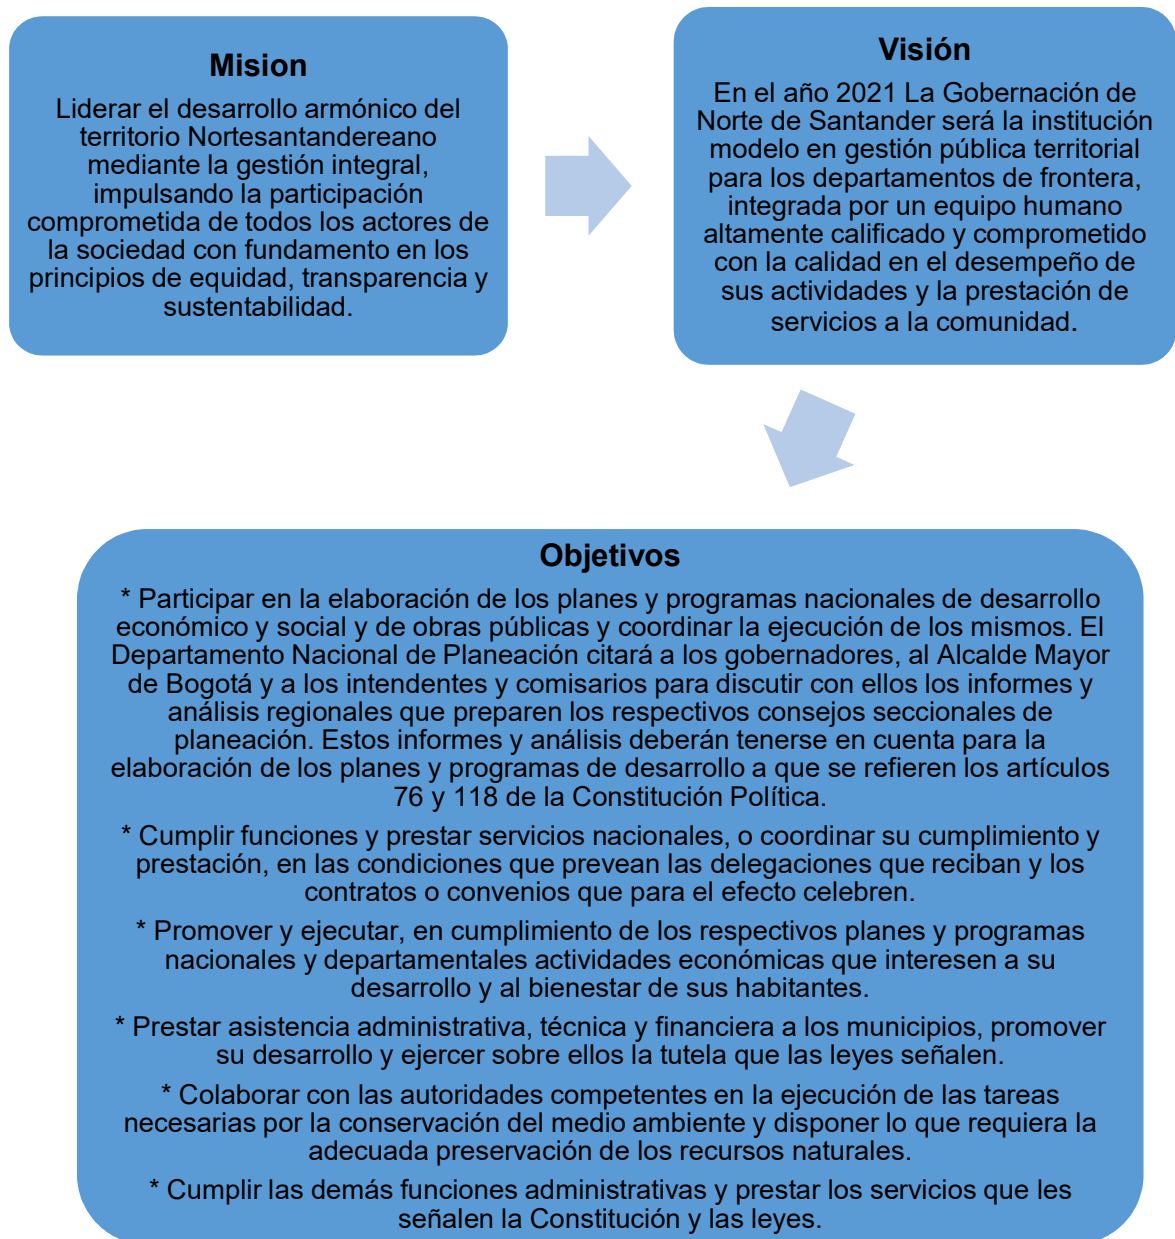 Mision
Liderar el desarrollo armónico del
territorio Nortesantandereano
mediante la gestión integral,
impulsando la participación
comprometida de todos los actores de
la sociedad con fundamento en los
principios de equidad, transparencia y
sustentabilidad.
Visión
En el año 2021 La Gobernación de
Norte de Santander será la institución
modelo en gestión pública territorial
para los departamentos de frontera,
integrada por un equipo humano
altamente calificado y comprometido
con la calidad en el desempeño de
sus actividades y la prestación de
servicios a la comunidad.
Objetivos
* Participar en la elaboración de los planes y programas nacionales de desarrollo
económico y social y de obras públicas y coordinar la ejecución de los mismos. El
Departamento Nacional de Planeación citará a los gobernadores, al Alcalde Mayor
de Bogotá y a los intendentes y comisarios para discutir con ellos los informes y
análisis regionales que preparen los respectivos consejos seccionales de
planeación. Estos informes y análisis deberán tenerse en cuenta para la
elaboración de los planes y programas de desarrollo a que se refieren los artículos
76 y 118 de la Constitución Política.
* Cumplir funciones y prestar servicios nacionales, o coordinar su cumplimiento y
prestación, en las condiciones que prevean las delegaciones que reciban y los
contratos o convenios que para el efecto celebren.
* Promover y ejecutar, en cumplimiento de los respectivos planes y programas
nacionales y departamentales actividades económicas que interesen a su
desarrollo y al bienestar de sus habitantes.
* Prestar asistencia administrativa, técnica y financiera a los municipios, promover
su desarrollo y ejercer sobre ellos la tutela que las leyes señalen.
* Colaborar con las autoridades competentes en la ejecución de las tareas
necesarias por la conservación del medio ambiente y disponer lo que requiera la
adecuada preservación de los recursos naturales.
* Cumplir las demás funciones administrativas y prestar los servicios que les
señalen la Constitución y las leyes.